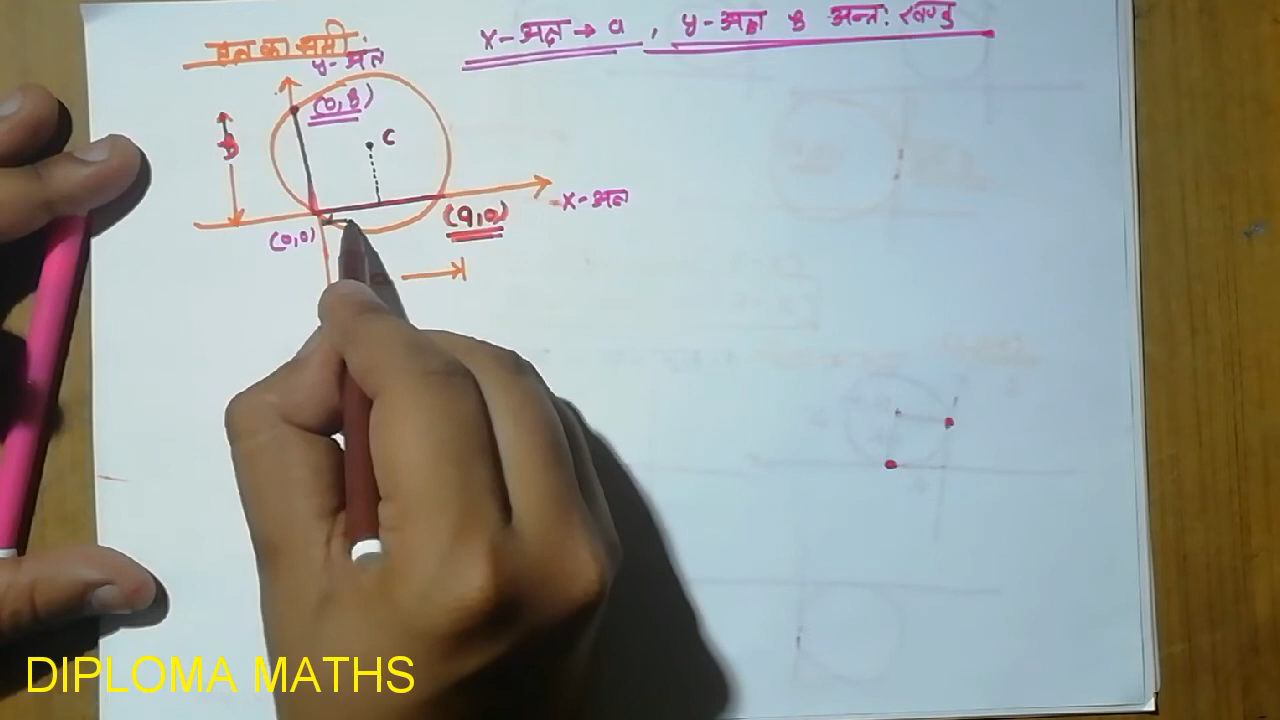 वृत्त का समी :
x-अक्ष → a , y-अक्ष b अन्तः खण्ड
y-अक्ष
(0, b)
b
C
x-अक्ष
(a, 0)
(0, 0)
DIPLOMA MATHS